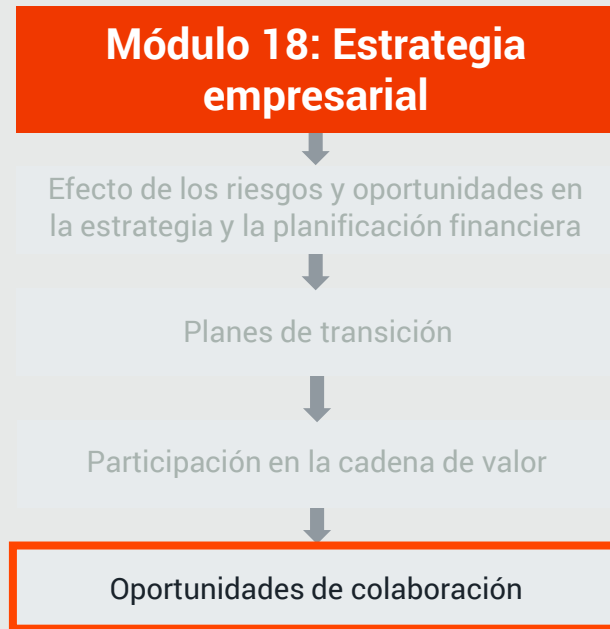 Módulo 18: Estrategia
empresarial
Efecto de los riesgos y oportunidades en
la estrategia y la planificación financiera
Planes de transición
Participación en la cadena de valor
Oportunidades de colaboración